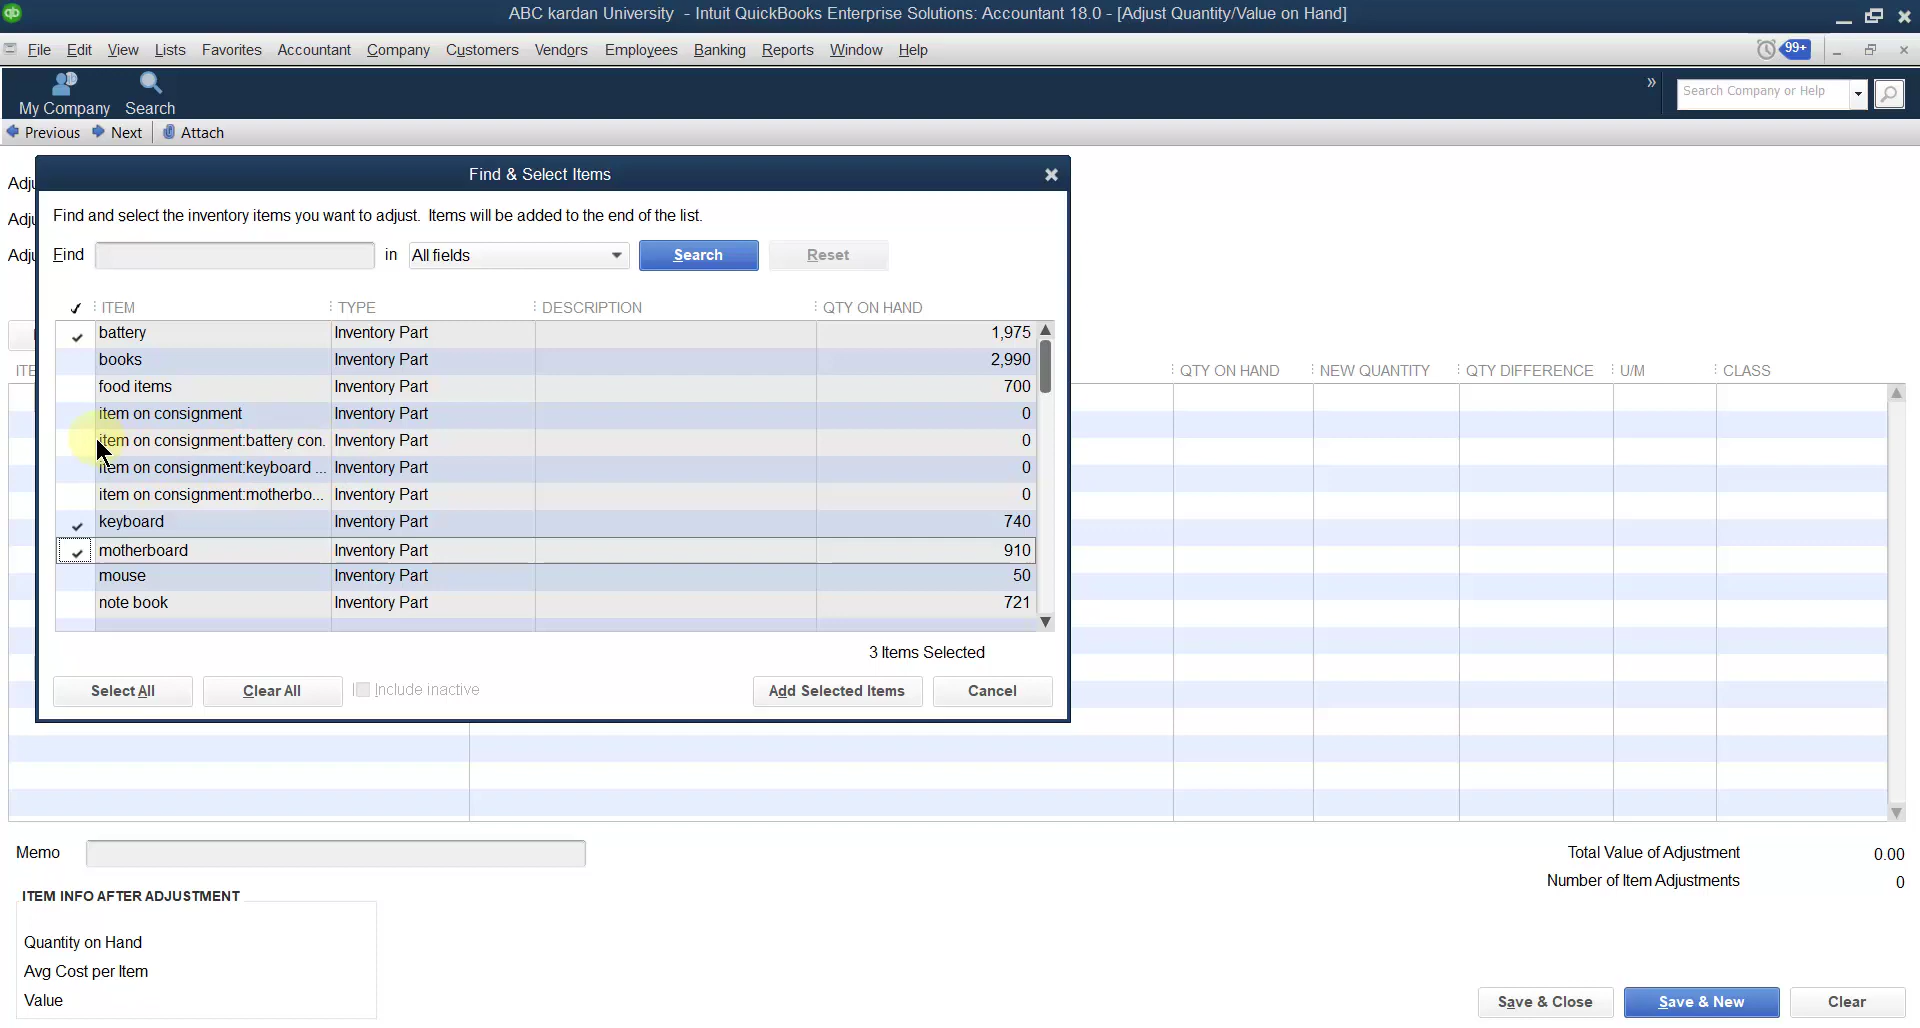 ABC kardan University - Intuit QuickBooks Enterprise Solutions: Accountant 18.0 - [Adjust Quantity/Value on Hand]
File Edit View Lists Favorites Accountant Company Customers Vendors Employees Banking Reports Window Help 99+
My Company Search » Search Company or Help
Previous Next Attach
Find & Select Items
Adju
Find and select the inventory items you want to adjust. Items will be added to the end of the list.
Adju
Adju Find in All fields Search Reset
ITEM TYPE DESCRIPTION QTY ON HAND
battery Inventory Part 1,975
books Inventory Part 2,990
ITE QTY ON HAND NEW QUANTITY QTY DIFFERENCE U/M CLASS
food items Inventory Part 700
item on consignment Inventory Part 0
item on consignment:battery con. Inventory Part 0
item on consignment:keyboard ... Inventory Part 0
item on consignment:motherbo... Inventory Part 0
keyboard Inventory Part 740
motherboard Inventory Part 910
mouse Inventory Part 50
note book Inventory Part 721
3 Items Selected
Select All Clear All Include inactive Add Selected Items Cancel
Memo Total Value of Adjustment 0.00
Number of Item Adjustments 0
ITEM INFO AFTER ADJUSTMENT
Quantity on Hand
Avg Cost per Item
Value
Save & Close Save & New Clear